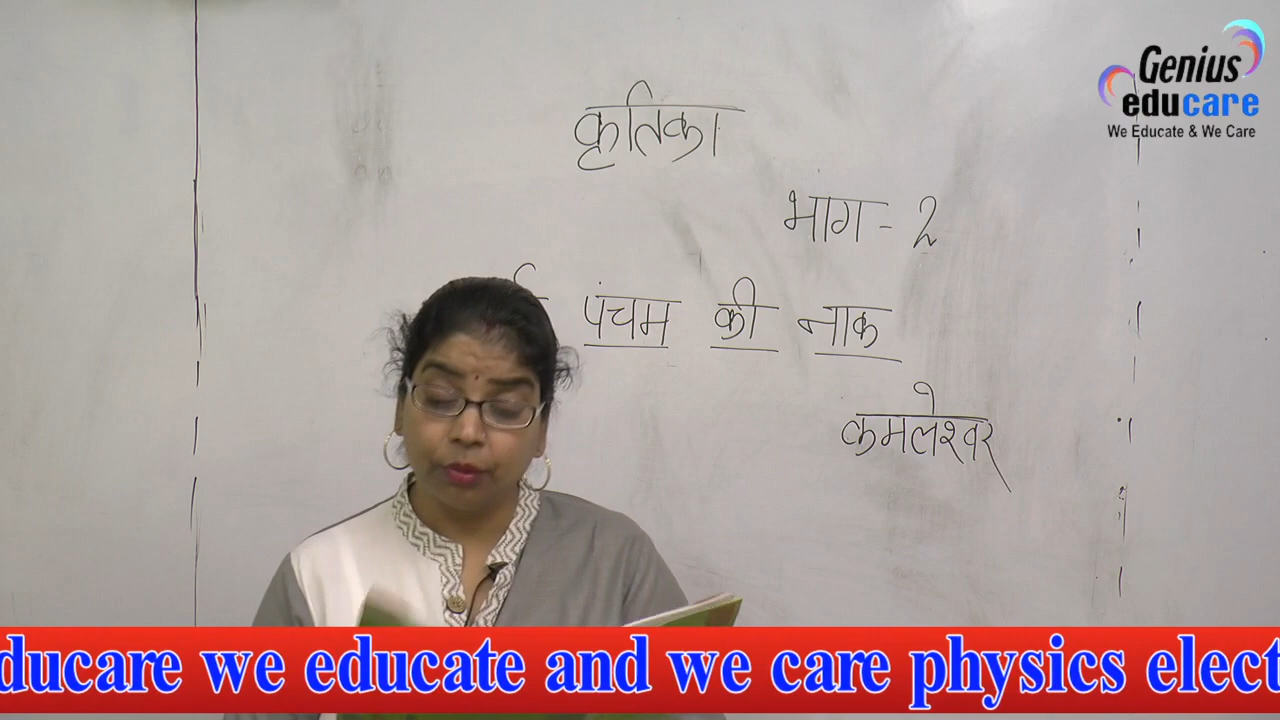 Genius
educare
We Educate & We Care
कृतिका
भाग - 2
पंचम की नाक
कमलेश्वर
ducare we educate and we care physics elect